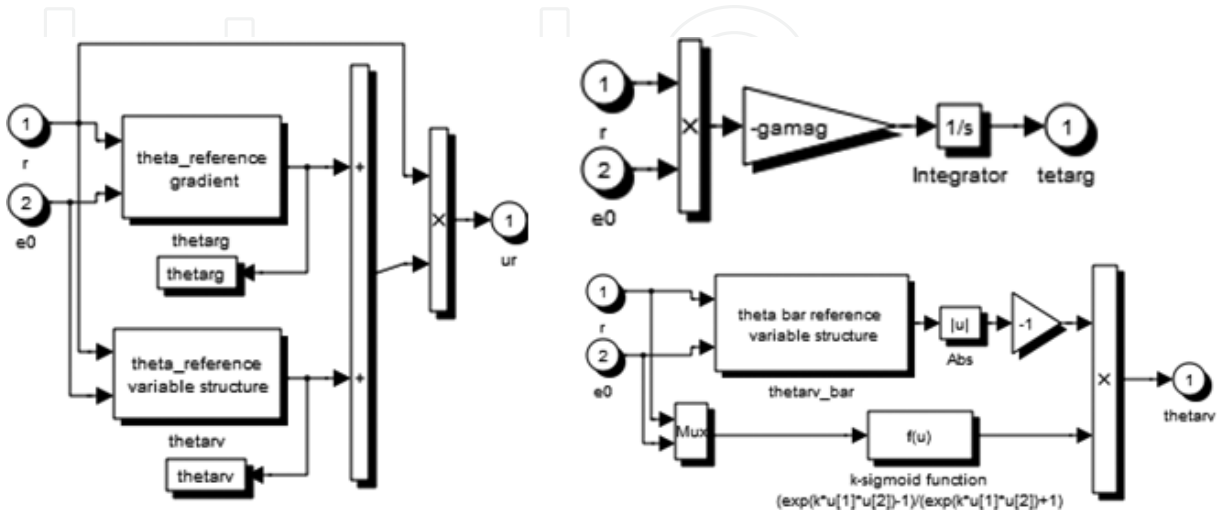 1
r
2
e0
theta_reference
gradient
thetarg
thetarg
theta_reference
variable structure
thetarv
thetarv
+
+
×
1
ur
1
r
2
e0
×
-gamag
1/s
Integrator
1
tetarg
1
r
2
e0
theta bar reference
variable structure
thetarv_bar
|u|
Abs
-1
Mux
f(u)
k-sigmoid function
(exp(k*u[1]*u[2])-1)/(exp(k*u[1]*u[2])+1)
×
1
thetarv